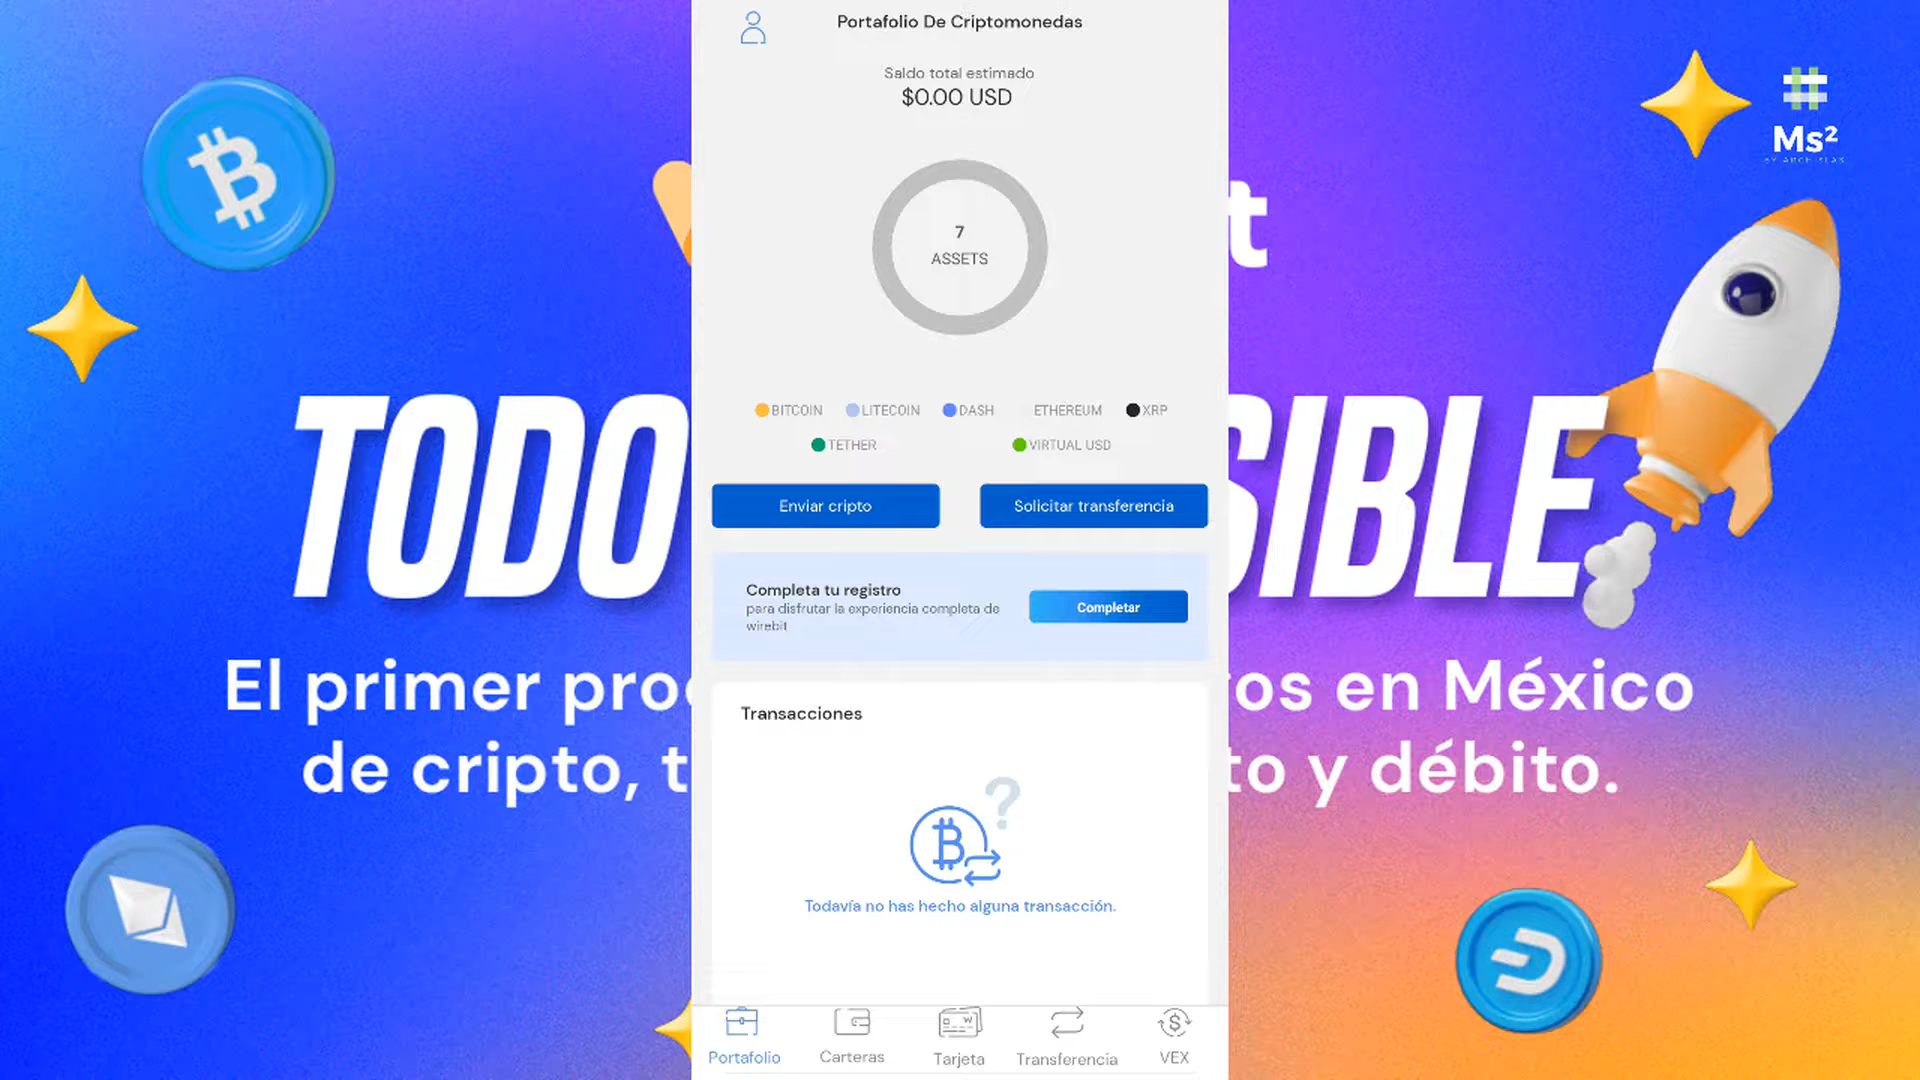 Portafolio De Criptomonedas
Saldo total estimado
$0.00 USD
Ms²
t
7
ASSETS
BITCOIN LITECOIN DASH ETHEREUM XRP
TETHER VIRTUAL USD
TODO SIBLE
Enviar cripto Solicitar transferencia
Completa tu registro
para disfrutar la experiencia completa de
wirebit
Completar
El primer pro ros en México
de cripto, t to y débito.
Transacciones
?
Todavía no has hecho alguna transacción.
Portafolio Carteras Tarjeta Transferencia VEX